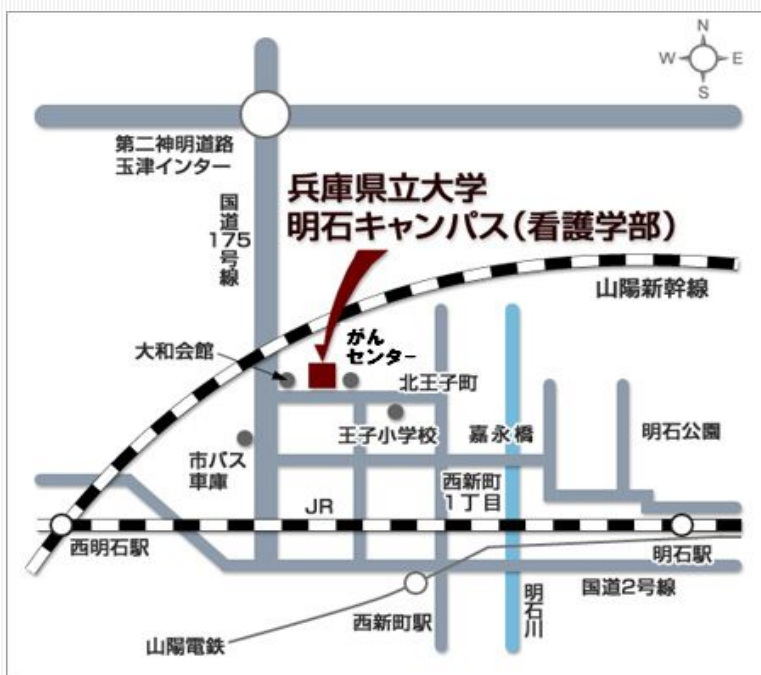 N
W
E
S
第二神明道路
玉津インター
国道175号線
兵庫県立大学
明石キャンパス（看護学部）
山陽新幹線
大和会館
がん
センター
北王子町
王子小学校
嘉永橋
明石公園
市バス
車庫
西新町
1丁目
JR
西明石駅
明石駅
国道2号線
西新町駅
明石川
山陽電鉄